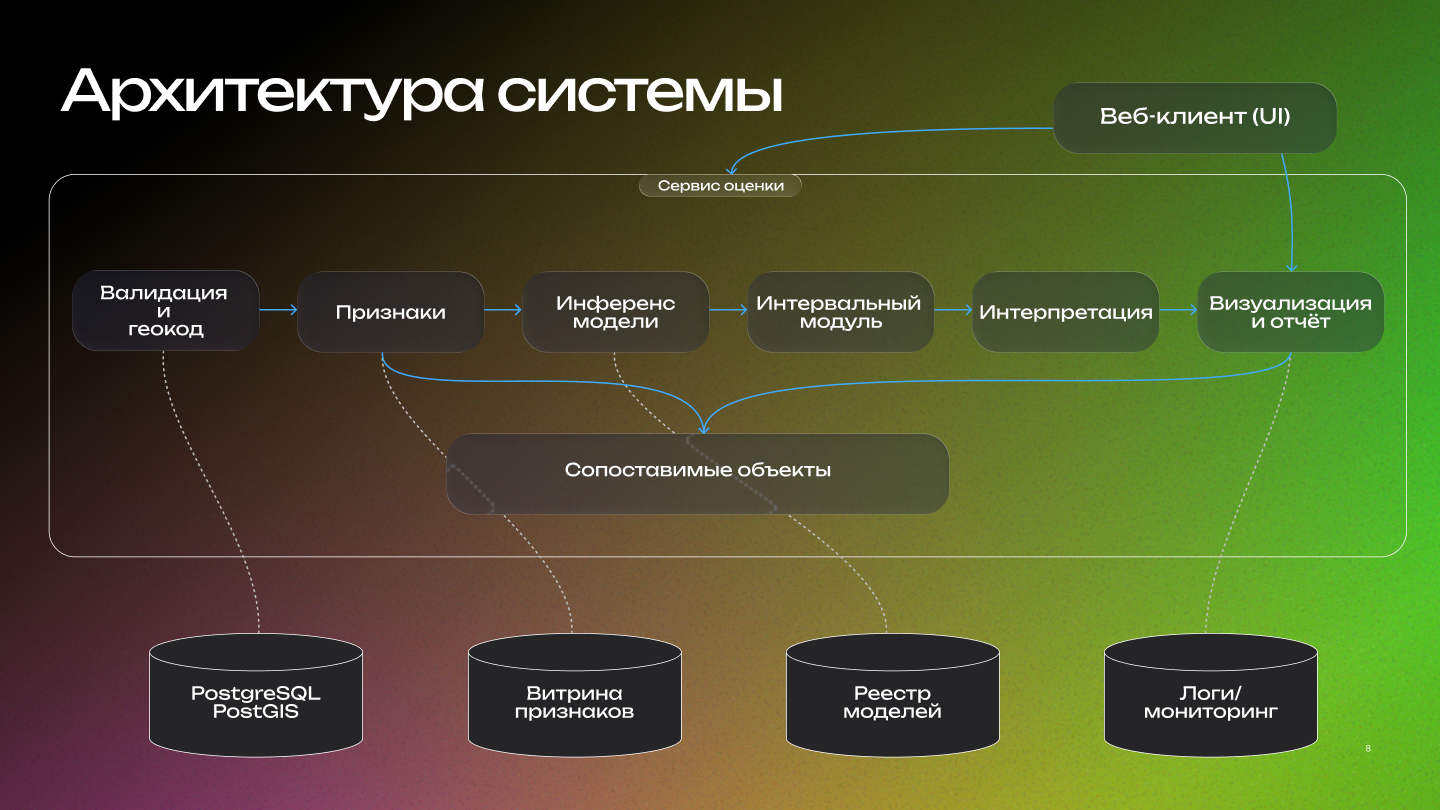 Архитектура системы
Веб-клиент (UI)
Сервис оценки
Валидация
и
геокод
Признаки
Инференс
модели
Интервальный
модуль
Интерпретация
Визуализация
и отчёт
Сопоставимые объекты
PostgreSQL
PostGIS
Витрина
признаков
Реестр
моделей
Логи/
мониторинг
8